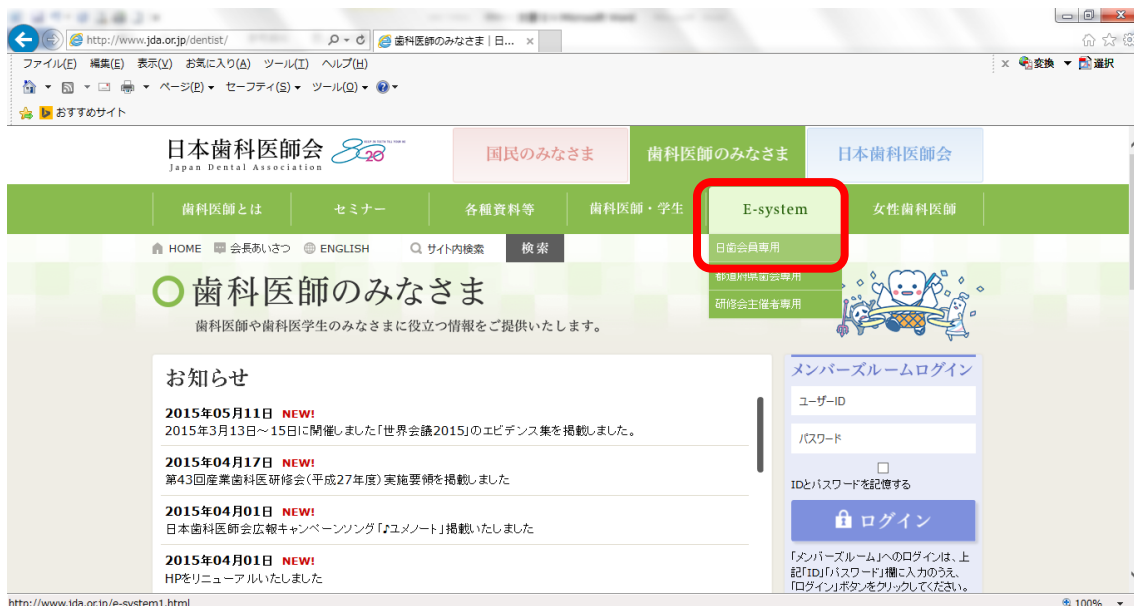 http://www.jda.or.jp/dentist/
歯科医師のみなさま | 日...
ファイル(F) 編集(E) 表示(V) お気に入り(A) ツール(T) ヘルプ(H)
x 変換 選択
ページ(P) セーフティ(S) ツール(O)
おすすめサイト
日本歯科医師会 8020
Japan Dental Association
国民のみなさま
歯科医師のみなさま
日本歯科医師会
歯科医師とは
セミナー
各種資料等
歯科医師・学生
E-system
女性歯科医師
HOME 会長あいさつ ENGLISH サイト内検索 検索
日歯会員専用
都道府県歯会専用
研修会主催者専用
歯科医師のみなさま
歯科医師や歯科医学生のみなさまに役立つ情報をご提供いたします。
お知らせ
2015年05月11日 NEW!
2015年3月13日～15日に開催しました「世界会議2015」のエビデンス集を掲載しました。
2015年04月17日 NEW!
第43回産業歯科医研修会(平成27年度)実施要領を掲載しました
2015年04月01日 NEW!
日本歯科医師会広報キャンペーンソング「♪ユメノート」掲載いたしました
2015年04月01日 NEW!
HPをリニューアルいたしました
メンバーズルームログイン
ユーザーID
パスワード
IDとパスワードを記憶する
ログイン
「メンバーズルーム」へのログインは、上
記「ID」「パスワード」欄に入力のうえ、
「ログイン」ボタンをクリックしてください。
http://www.jda.or.jp/e-system1.html
100%